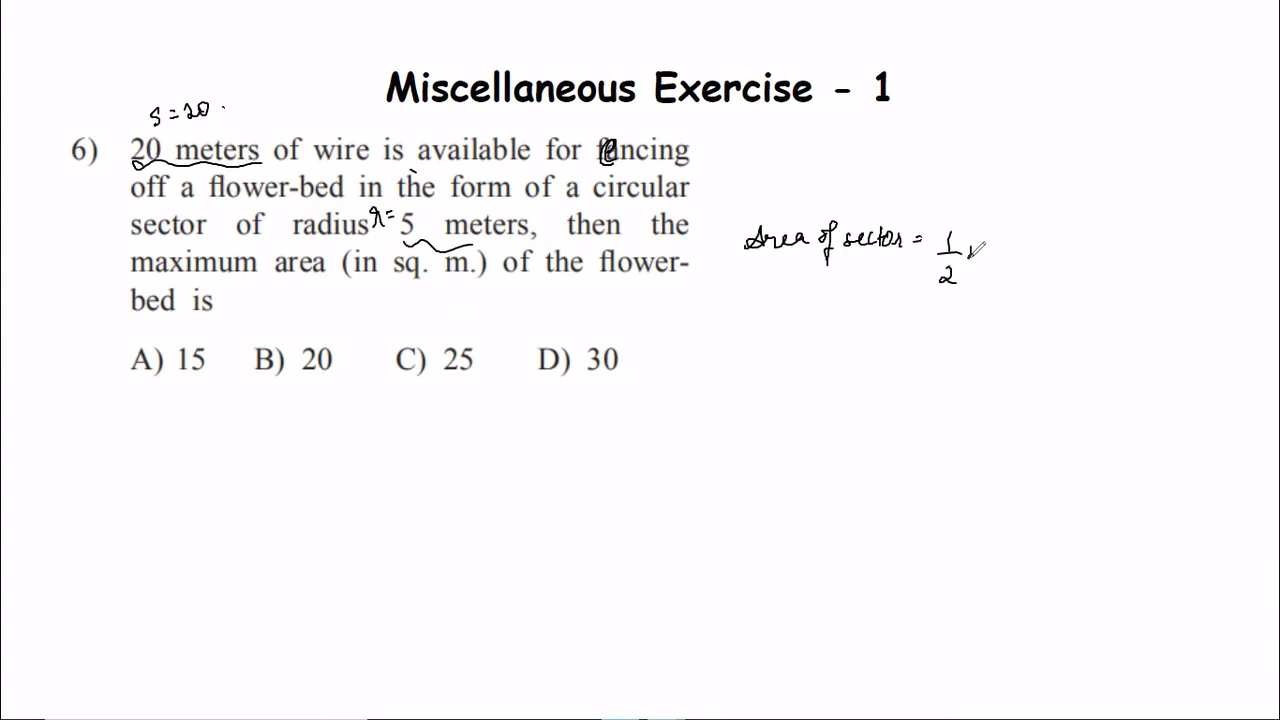 Miscellaneous Exercise - 1
s = 20
6) 20 meters of wire is available for fencing
off a flower-bed in the form of a circular
sector of radius r = 5 meters, then the
maximum area (in sq. m.) of the flower-
bed is
A) 15 B) 20 C) 25 D) 30
Area of sector = 1/2